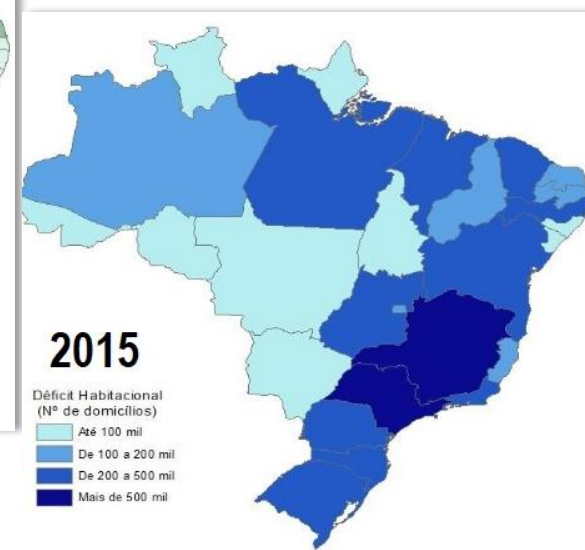 2015
Déficit Habitacional
(Nº de domicílios)
Até 100 mil
De 100 a 200 mil
De 200 a 500 mil
Mais de 500 mil